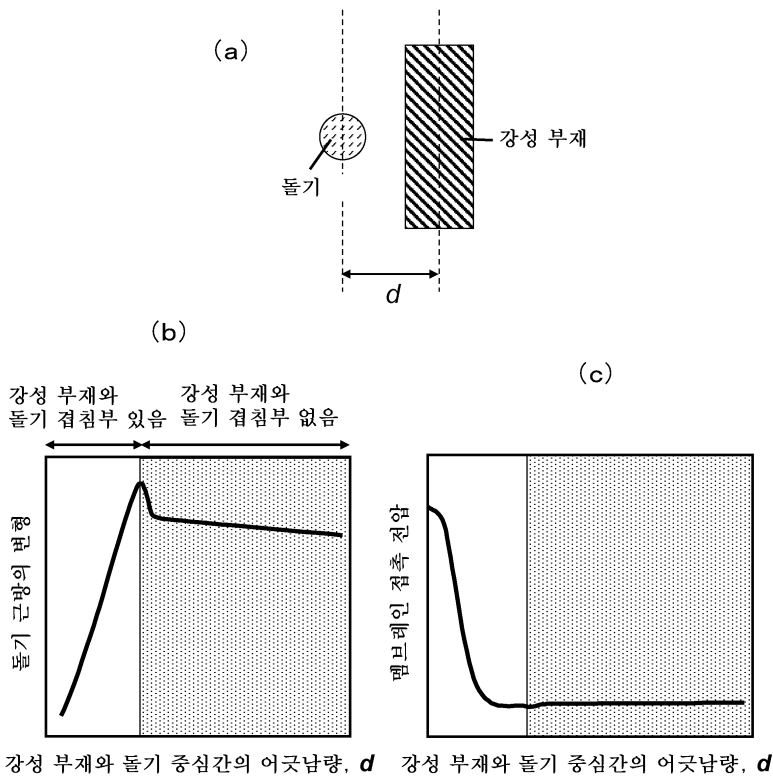 (a)
강성 부재
돌기
d
(b)
(c)
강성 부재와
돌기 겹침부 있음
강성 부재와
돌기 겹침부 없음
돌기 근방의 변형
멤브레인 접촉 전압
강성 부재와 돌기 중심간의 어긋남량, d
강성 부재와 돌기 중심간의 어긋남량, d